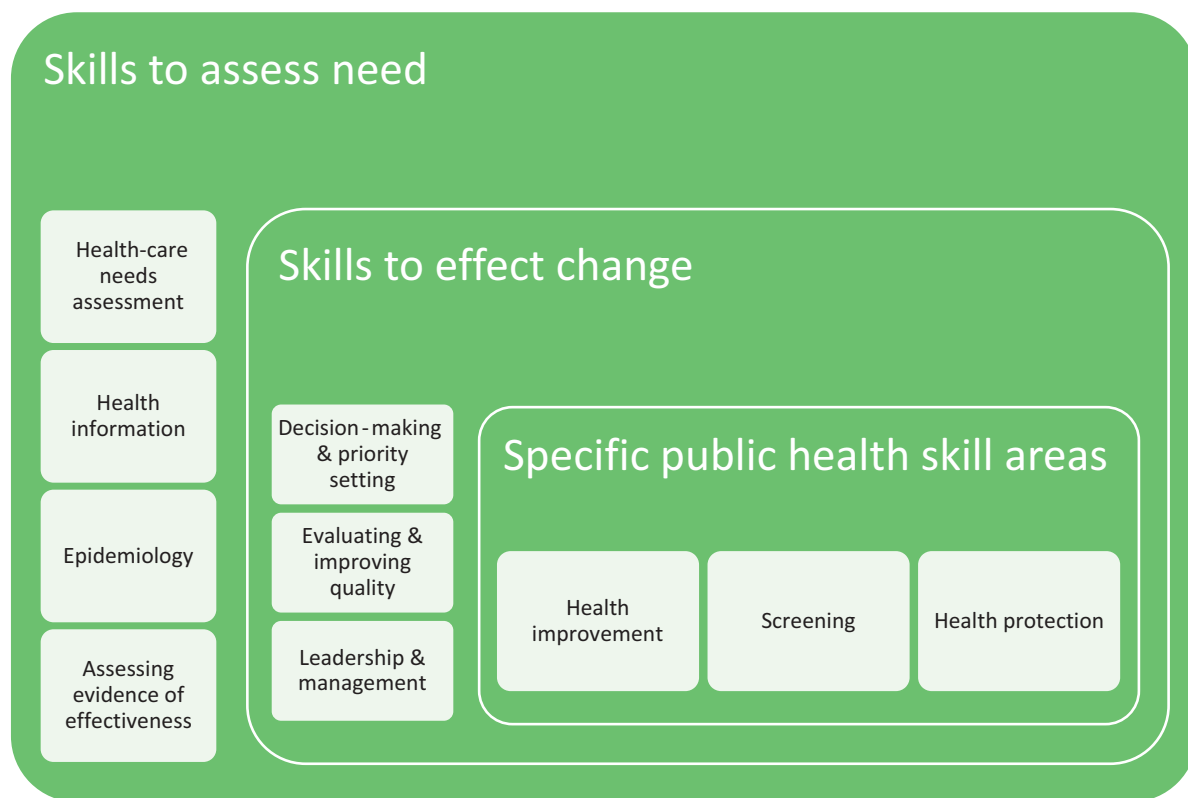 Skills to assess need
Health-care
needs
assessment
Health
information
Epidemiology
Assessing
evidence of
effectiveness
Skills to effect change
Decision-making
& priority
setting
Evaluating &
improving
quality
Leadership &
management
Specific public health skill areas
Health
improvement
Screening
Health protection